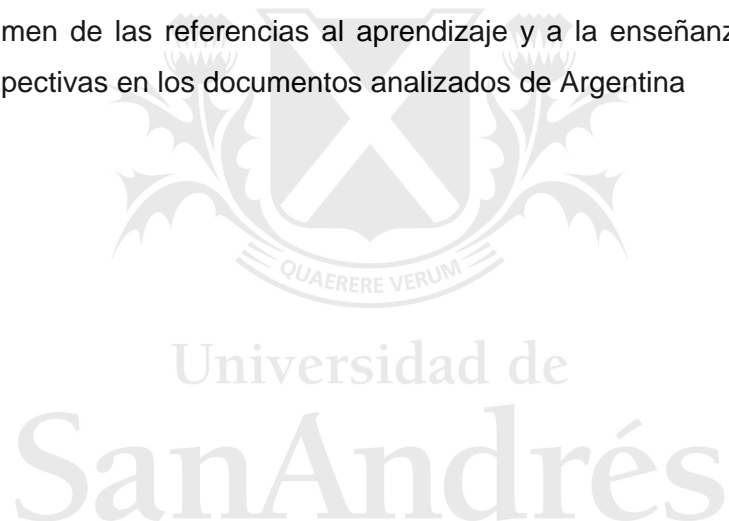 men de las referencias al aprendizaje y a la enseñanz
pectivas en los documentos analizados de Argentina
QUAERERE VERUM
Universidad de
SanAndrés